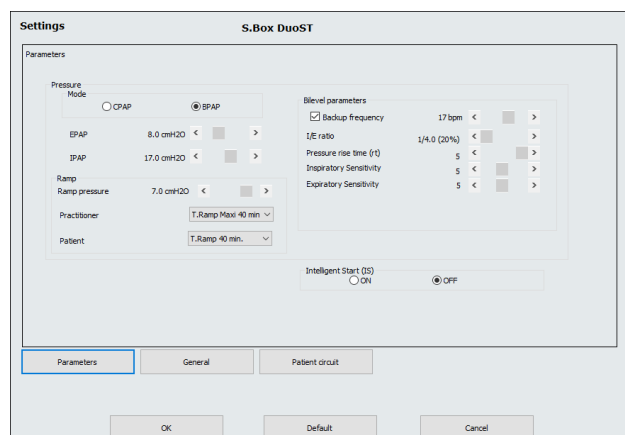 Settings
S.Box DuoST
Parameters
Pressure
Mode
CPAP BPAP
EPAP 8.0 cmH2O
IPAP 17.0 cmH2O
Ramp
Ramp pressure 7.0 cmH2O
Practitioner T.Ramp Maxi 40 min
Patient T.Ramp 40 min.
Bilevel parameters
Backup frequency 17 bpm
I/E ratio 1/4.0 (20%)
Pressure rise time (rt) 5
Inspiratory Sensitivity 5
Expiratory Sensitivity 5
Intelligent Start (IS)
ON OFF
Parameters General Patient circuit
OK Default Cancel